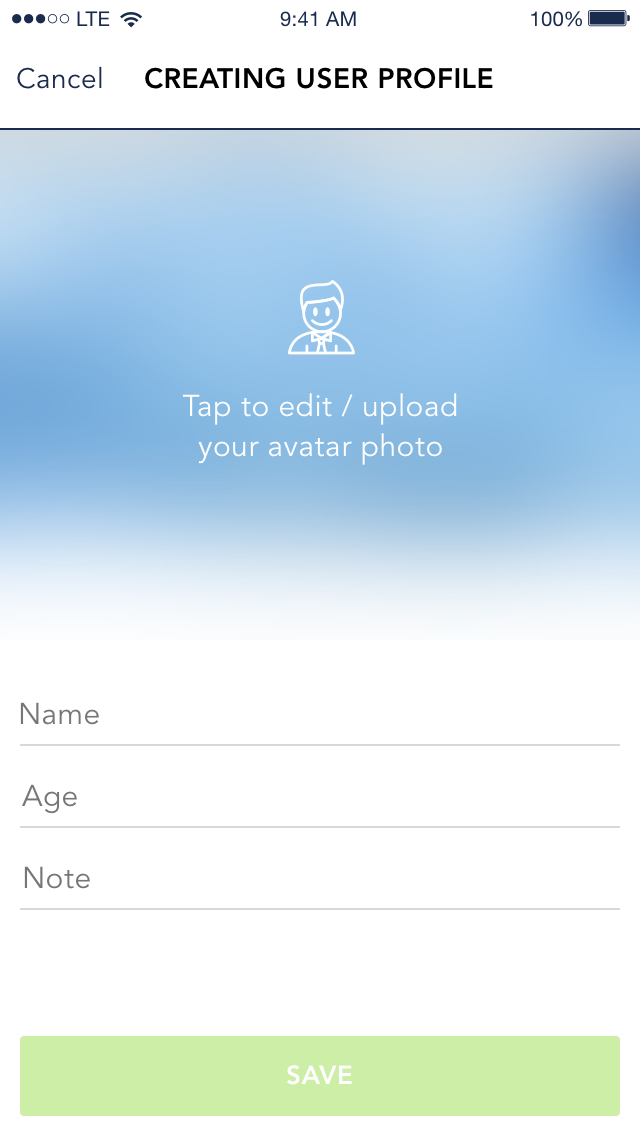 LTE 9:41 AM 100%
Cancel CREATING USER PROFILE
Tap to edit / upload
your avatar photo
Name
Age
Note
SAVE